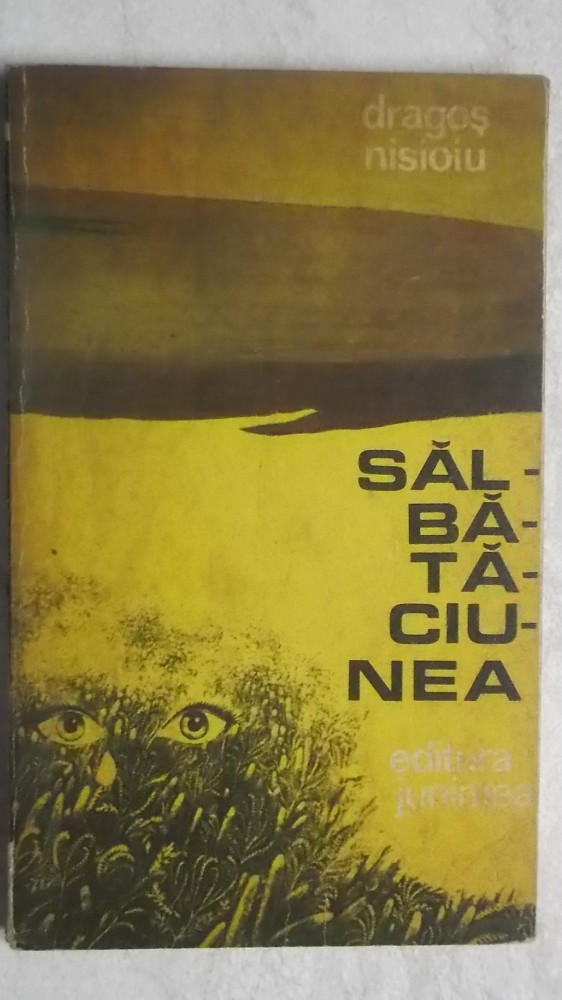 dragoș
nisioiu
SĂL-
BĂ-
TĂ-
CIU-
NEA
editura
junimea